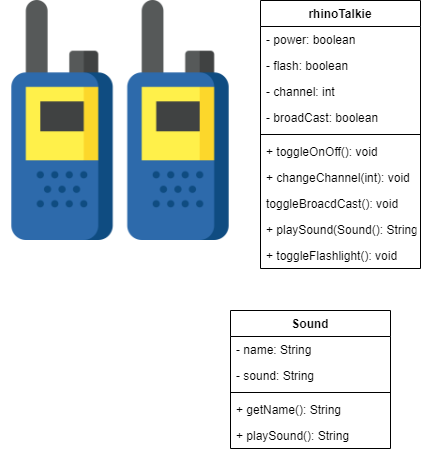 rhinoTalkie
- power: boolean
- flash: boolean
- channel: int
- broadCast: boolean
+ toggleOnOff(): void
+ changeChannel(int): void
toggleBroacdCast(): void
+ playSound(Sound(): String
+ toggleFlashlight(): void
Sound
- name: String
- sound: String
+ getName(): String
+ playSound(): String